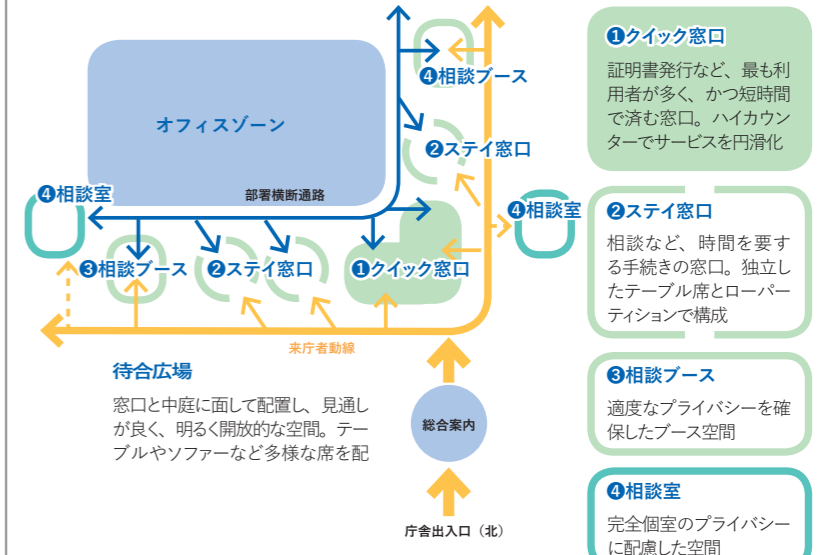 オフィスゾーン
部署横断通路
❹相談ブース
❷ステイ窓口
❹相談室
❹相談室
❸相談ブース
❷ステイ窓口
❶クイック窓口
来庁者動線
待合広場
窓口と中庭に面して配置し、見通し
が良く、明るく開放的な空間。テー
ブルやソファーなど多様な席を配
総合案内
庁舎出入口（北）
❶クイック窓口
証明書発行など、最も利
用者が多く、かつ短時間
で済む窓口。ハイカウン
ターでサービスを円滑化
❷ステイ窓口
相談など、時間を要す
る手続きの窓口。独立し
たテーブル席とローパー
ティションで構成
❸相談ブース
適度なプライバシーを確
保したブース空間
❹相談室
完全個室のプライバシー
に配慮した空間